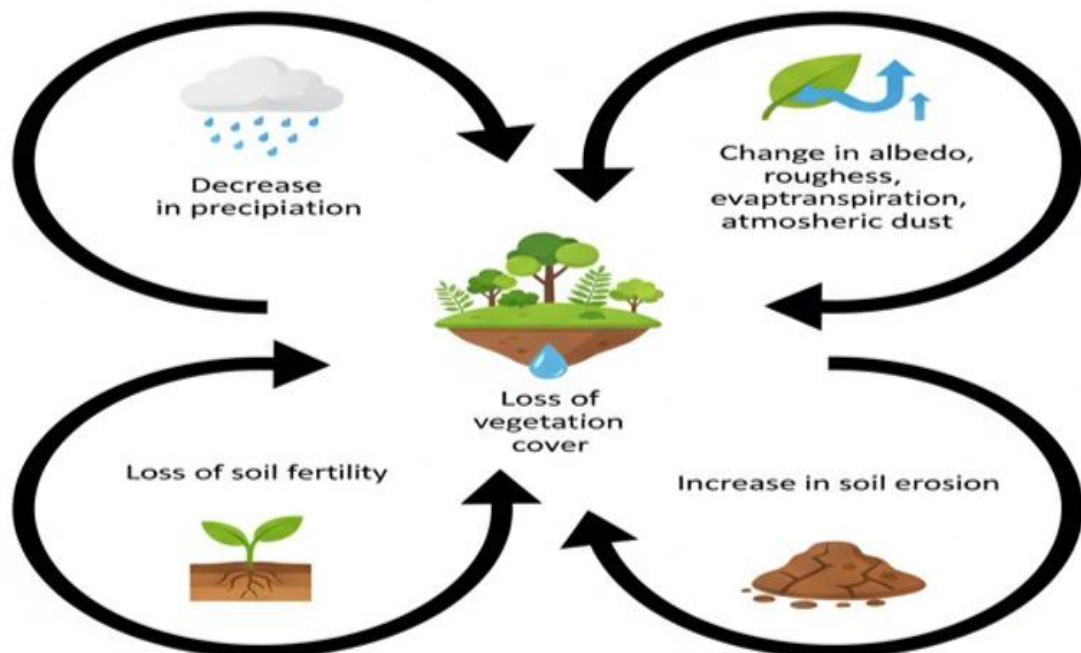 Decrease
in precipiation
Change in albedo,
roughess,
evaptranspiration,
atmosheric dust
Loss of
vegetation
cover
Loss of soil fertility
Increase in soil erosion